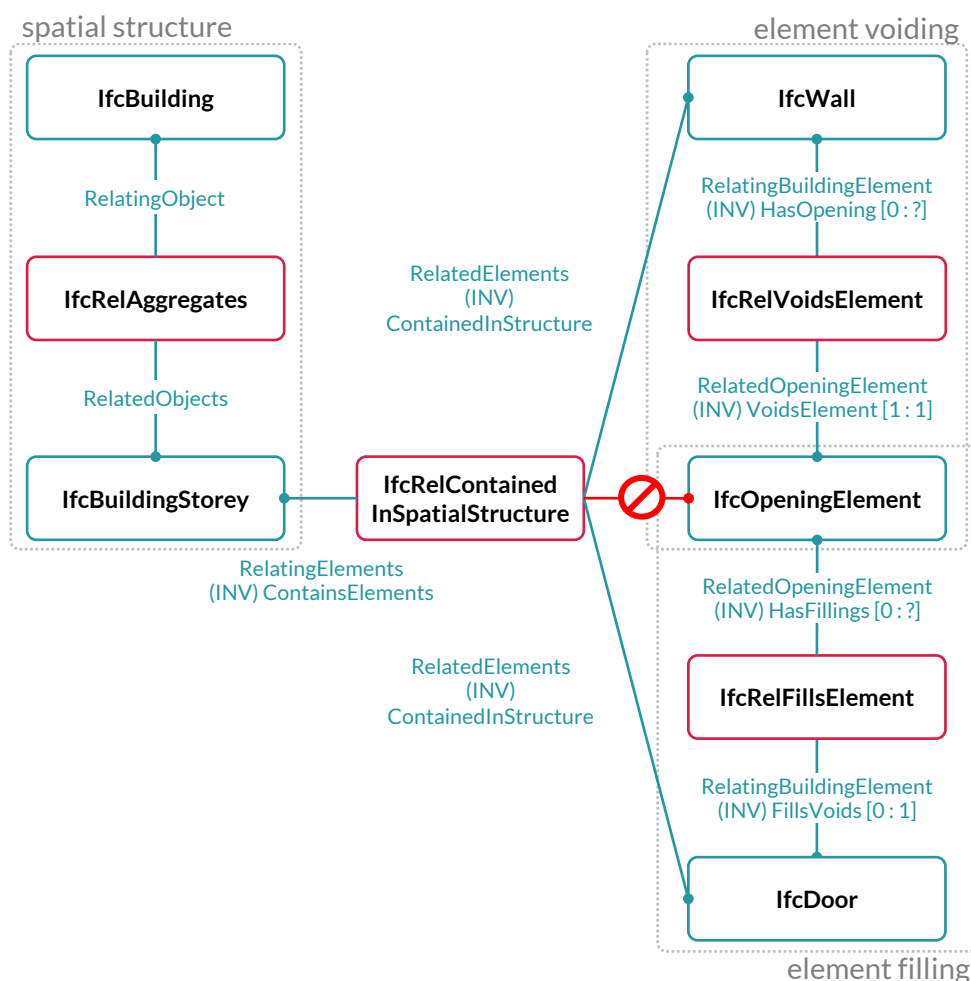 spatial structure
IfcBuilding
RelatingObject
IfcRelAggregates
RelatedObjects
IfcBuildingStorey
RelatingElements
(INV) ContainsElements
IfcRelContained
InSpatialStructure
RelatedElements
(INV)
ContainedInStructure
RelatedElements
(INV)
ContainedInStructure
element voiding
IfcWall
RelatingBuildingElement
(INV) HasOpening [0 : ?]
IfcRelVoidsElement
RelatedOpeningElement
(INV) VoidsElement [1 : 1]
IfcOpeningElement
RelatedOpeningElement
(INV) HasFillings [0 : ?]
IfcRelFillsElement
RelatingBuildingElement
(INV) FillsVoids [0 : 1]
IfcDoor
element filling